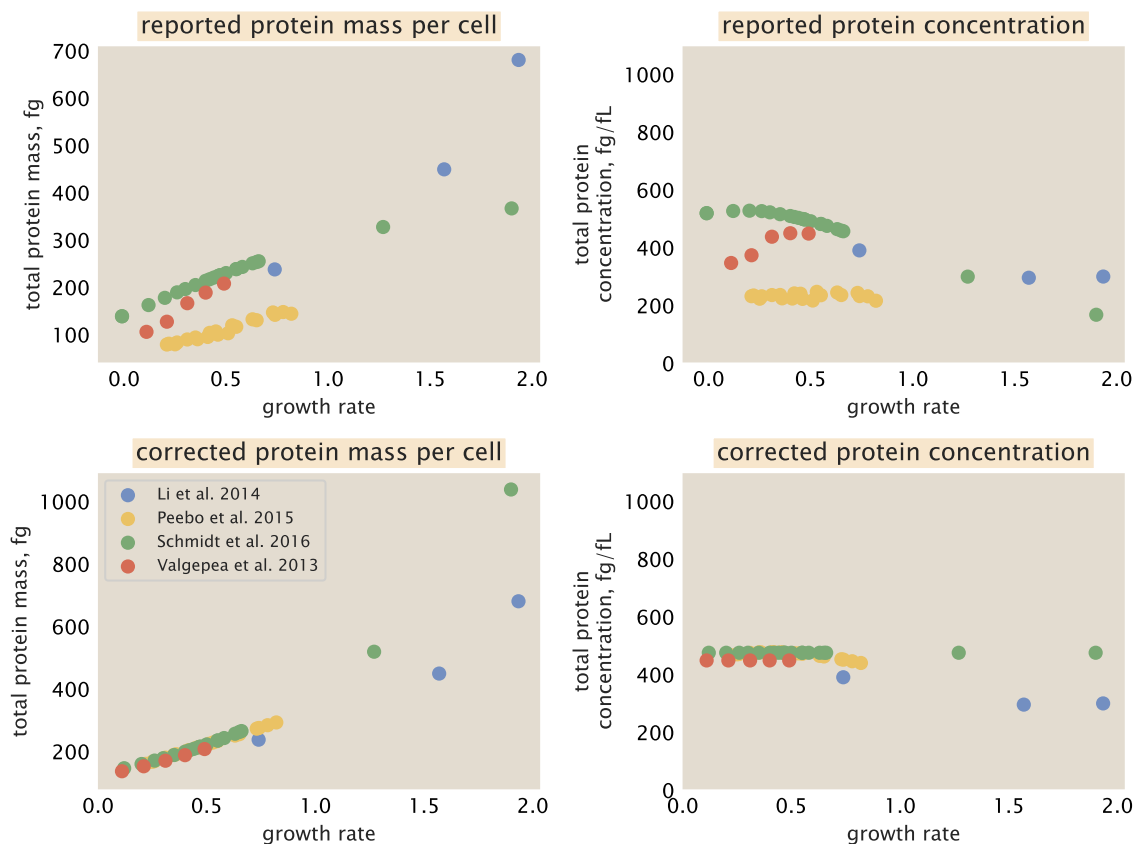 reported protein mass per cell
700
600
500
400
300
200
100
total protein mass, fg
0.0 0.5 1.0 1.5 2.0
growth rate
reported protein concentration
1000
800
600
400
200
0
total protein
concentration, fg/fL
0.0 0.5 1.0 1.5 2.0
growth rate
corrected protein mass per cell
1000
800
600
400
200
total protein mass, fg
Li et al. 2014
Peebo et al. 2015
Schmidt et al. 2016
Valgepea et al. 2013
0.0 0.5 1.0 1.5 2.0
growth rate
corrected protein concentration
1000
800
600
400
200
0
total protein
concentration, fg/fL
0.0 0.5 1.0 1.5 2.0
growth rate